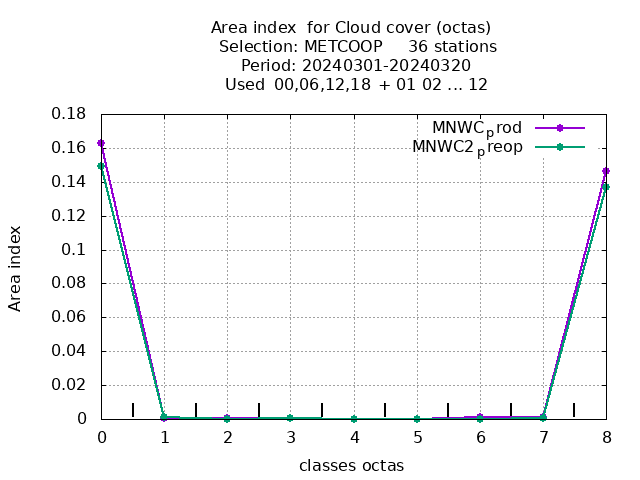 Area index  for Cloud cover (octas)
Selection: METCOOP     36 stations
Period: 20240301-20240320
Used  00,06,12,18 + 01 02 ... 12
0.18
0.16
0.14
0.12
0.1
0.08
0.06
0.04
0.02
0
MNWCprod
MNWC2preop
Area index
0 1 2 3 4 5 6 7 8
classes octas